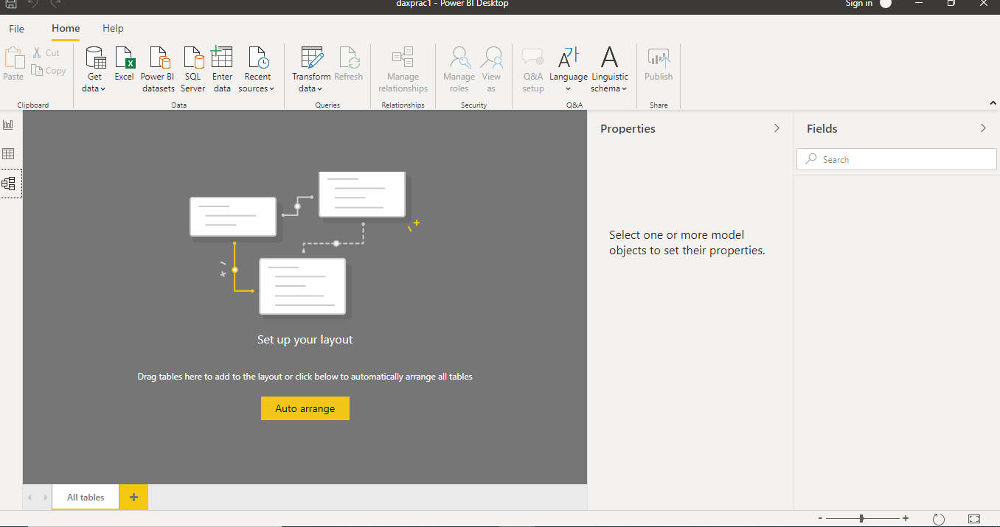 daxprac1 - Power BI Desktop
Sign in
File
Home
Help
Paste
Cut
Copy
Clipboard
Get data
Excel
Power BI datasets
SQL Server
Enter data
Recent sources
Data
Transform data
Refresh
Queries
Manage relationships
Relationships
Manage roles
View as
Security
Q&A setup
Language
Linguistic schema
Q&A
Publish
Share
Set up your layout
Drag tables here to add to the layout or click below to automatically arrange all tables
Auto arrange
Properties
Select one or more model
objects to set their properties.
Fields
Search
All tables
+
- +